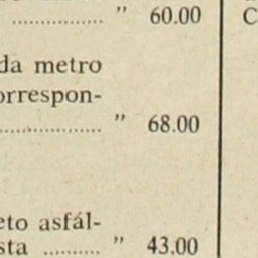 .................. ” 60.00
da metro
orrespon-
.................... ” 68.00
eto asfál-
sta .......... ” 43.00